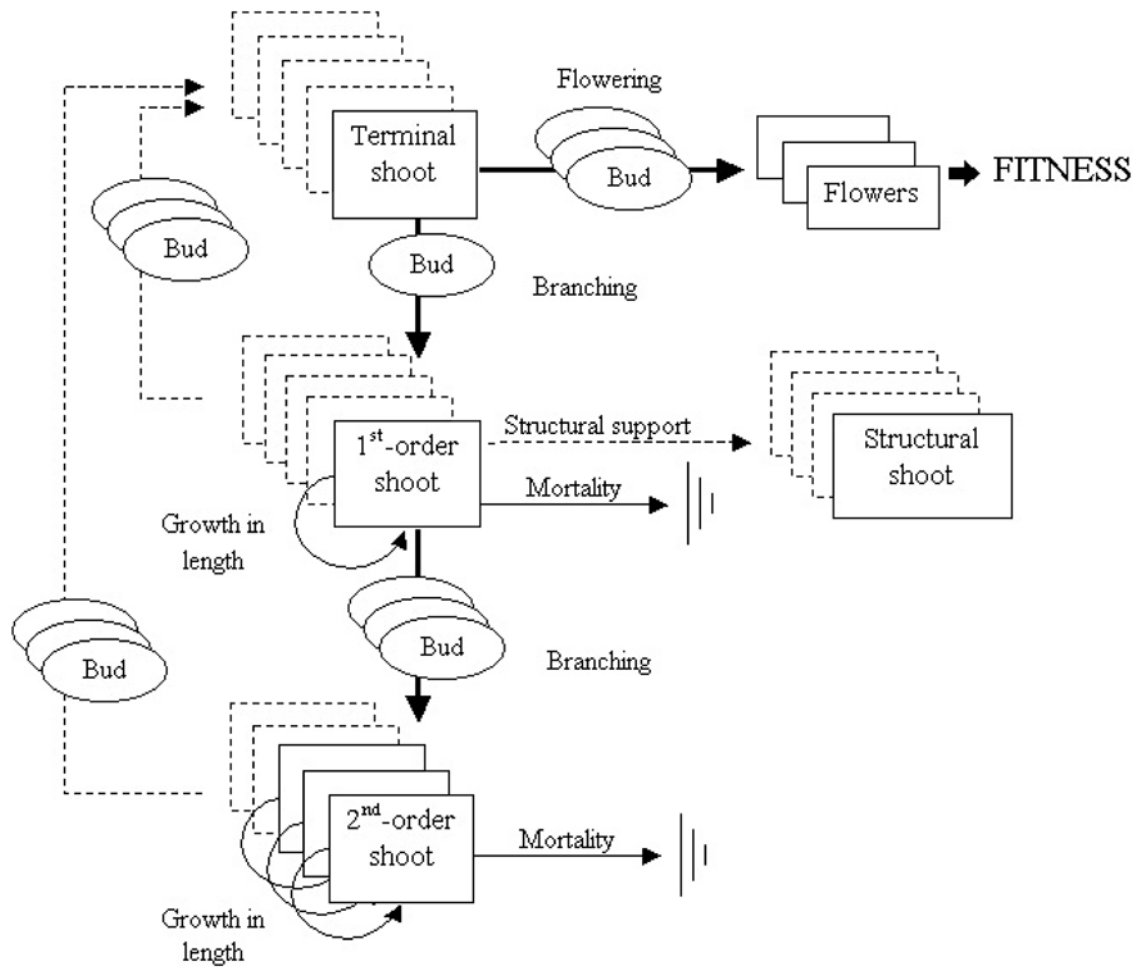 Flowering
Terminal
shoot
Bud
Flowers
FITNESS
Bud
Bud
Branching
1st-order
shoot
Structural support
Structural
shoot
Mortality
Growth in
length
Bud
Bud
Branching
2nd-order
shoot
Mortality
Growth in
length